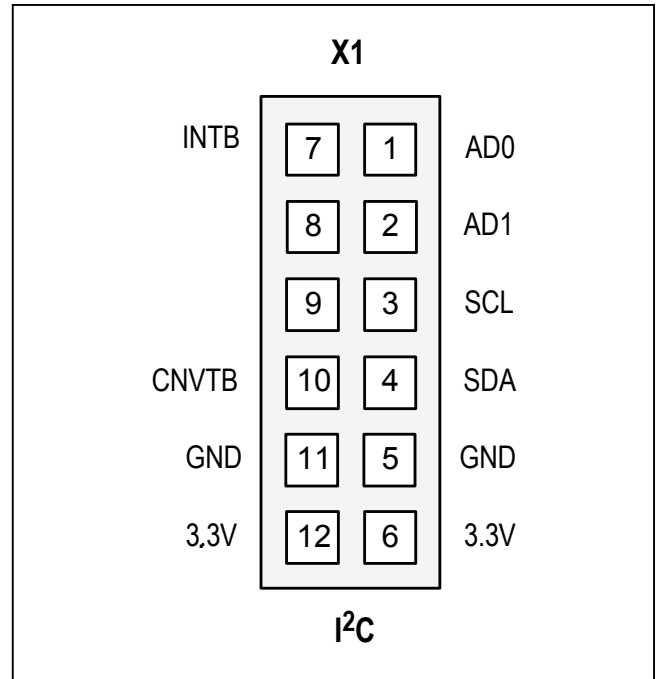 X1
INTB 7 1 AD0
8 2 AD1
9 3 SCL
CNVTB 10 4 SDA
GND 11 5 GND
3.3V 12 6 3.3V
I²C